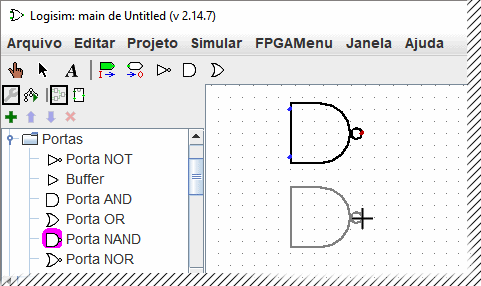 Logisim: main de Untitled (v 2.14.7)
Arquivo Editar Projeto Simular FPGAMenu Janela Ajuda
A
Portas
Porta NOT
Buffer
Porta AND
Porta OR
Porta NAND
Porta NOR